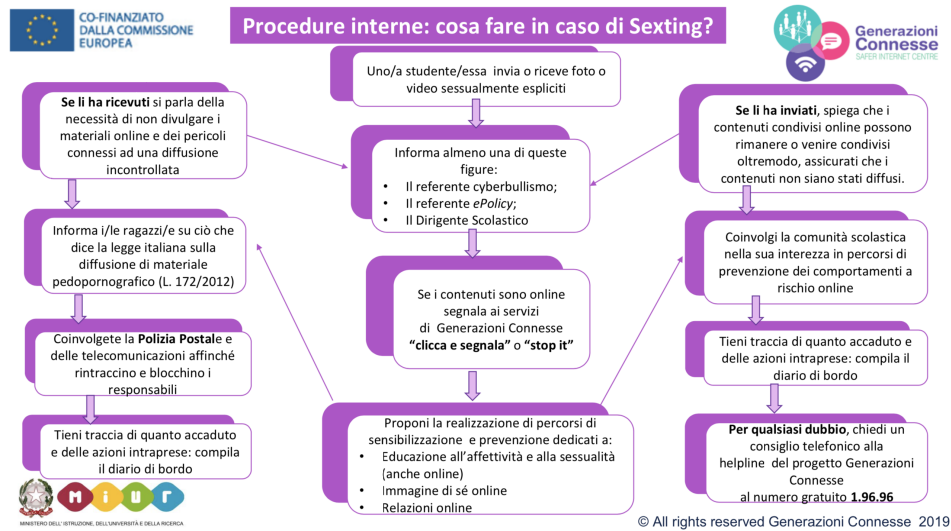 CO-FINANZIATO
DALLA COMMISSIONE
EUROPEA
Procedure interne: cosa fare in caso di Sexting?
Generazioni
Connesse
SAFER INTERNET CENTRE
Uno/a studente/essa invia o riceve foto o
video sessualmente espliciti
Se li ha ricevuti si parla della
necessità di non divulgare i
materiali online e dei pericoli
connessi ad una diffusione
incontrollata
Informa i/le ragazzi/e su ciò che
dice la legge italiana sulla
diffusione di materiale
pedopornografico (L. 172/2012)
Coinvolgete la Polizia Postale e
delle telecomunicazioni affinché
rintraccino e blocchino i
responsabili
Tieni traccia di quanto accaduto
e delle azioni intraprese: compila
il diario di bordo
Informa almeno una di queste
figure:
• Il referente cyberbullismo;
• Il referente ePolicy;
• Il Dirigente Scolastico
Se i contenuti sono online
segnala ai servizi
di Generazioni Connesse
“clicca e segnala” o “stop it”
Proponi la realizzazione di percorsi di
sensibilizzazione e prevenzione dedicati a:
• Educazione all’affettività e alla sessualità
(anche online)
• Immagine di sé online
• Relazioni online
Se li ha inviati, spiega che i
contenuti condivisi online possono
rimanere o venire condivisi
oltremodo, assicurati che i
contenuti non siano stati diffusi.
Coinvolgi la comunità scolastica
nella sua interezza in percorsi di
prevenzione dei comportamenti a
rischio online
Tieni traccia di quanto accaduto e
delle azioni intraprese: compila il
diario di bordo
Per qualsiasi dubbio, chiedi un
consiglio telefonico alla
helpline del progetto Generazioni
Connesse
al numero gratuito 1.96.96
miur
MINISTERO DELL’ ISTRUZIONE, DELL’UNIVERSITÀ E DELLA RICERCA
© All rights reserved Generazioni Connesse 2019